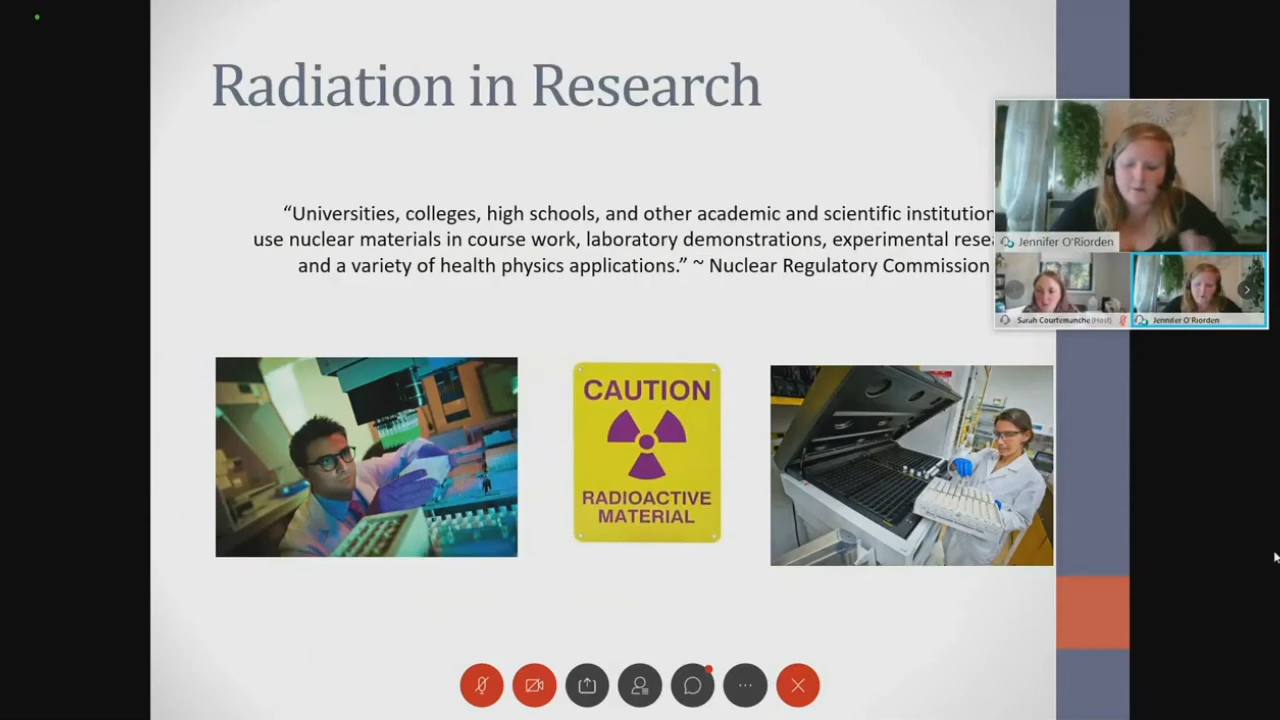 Radiation in Research
“Universities, colleges, high schools, and other academic and scientific institution
use nuclear materials in course work, laboratory demonstrations, experimental resea
and a variety of health physics applications.” ~ Nuclear Regulatory Commission
Jennifer O'Riorden
Sarah Courtemanche (Host)
Jennifer O'Riorden
CAUTION
RADIOACTIVE
MATERIAL